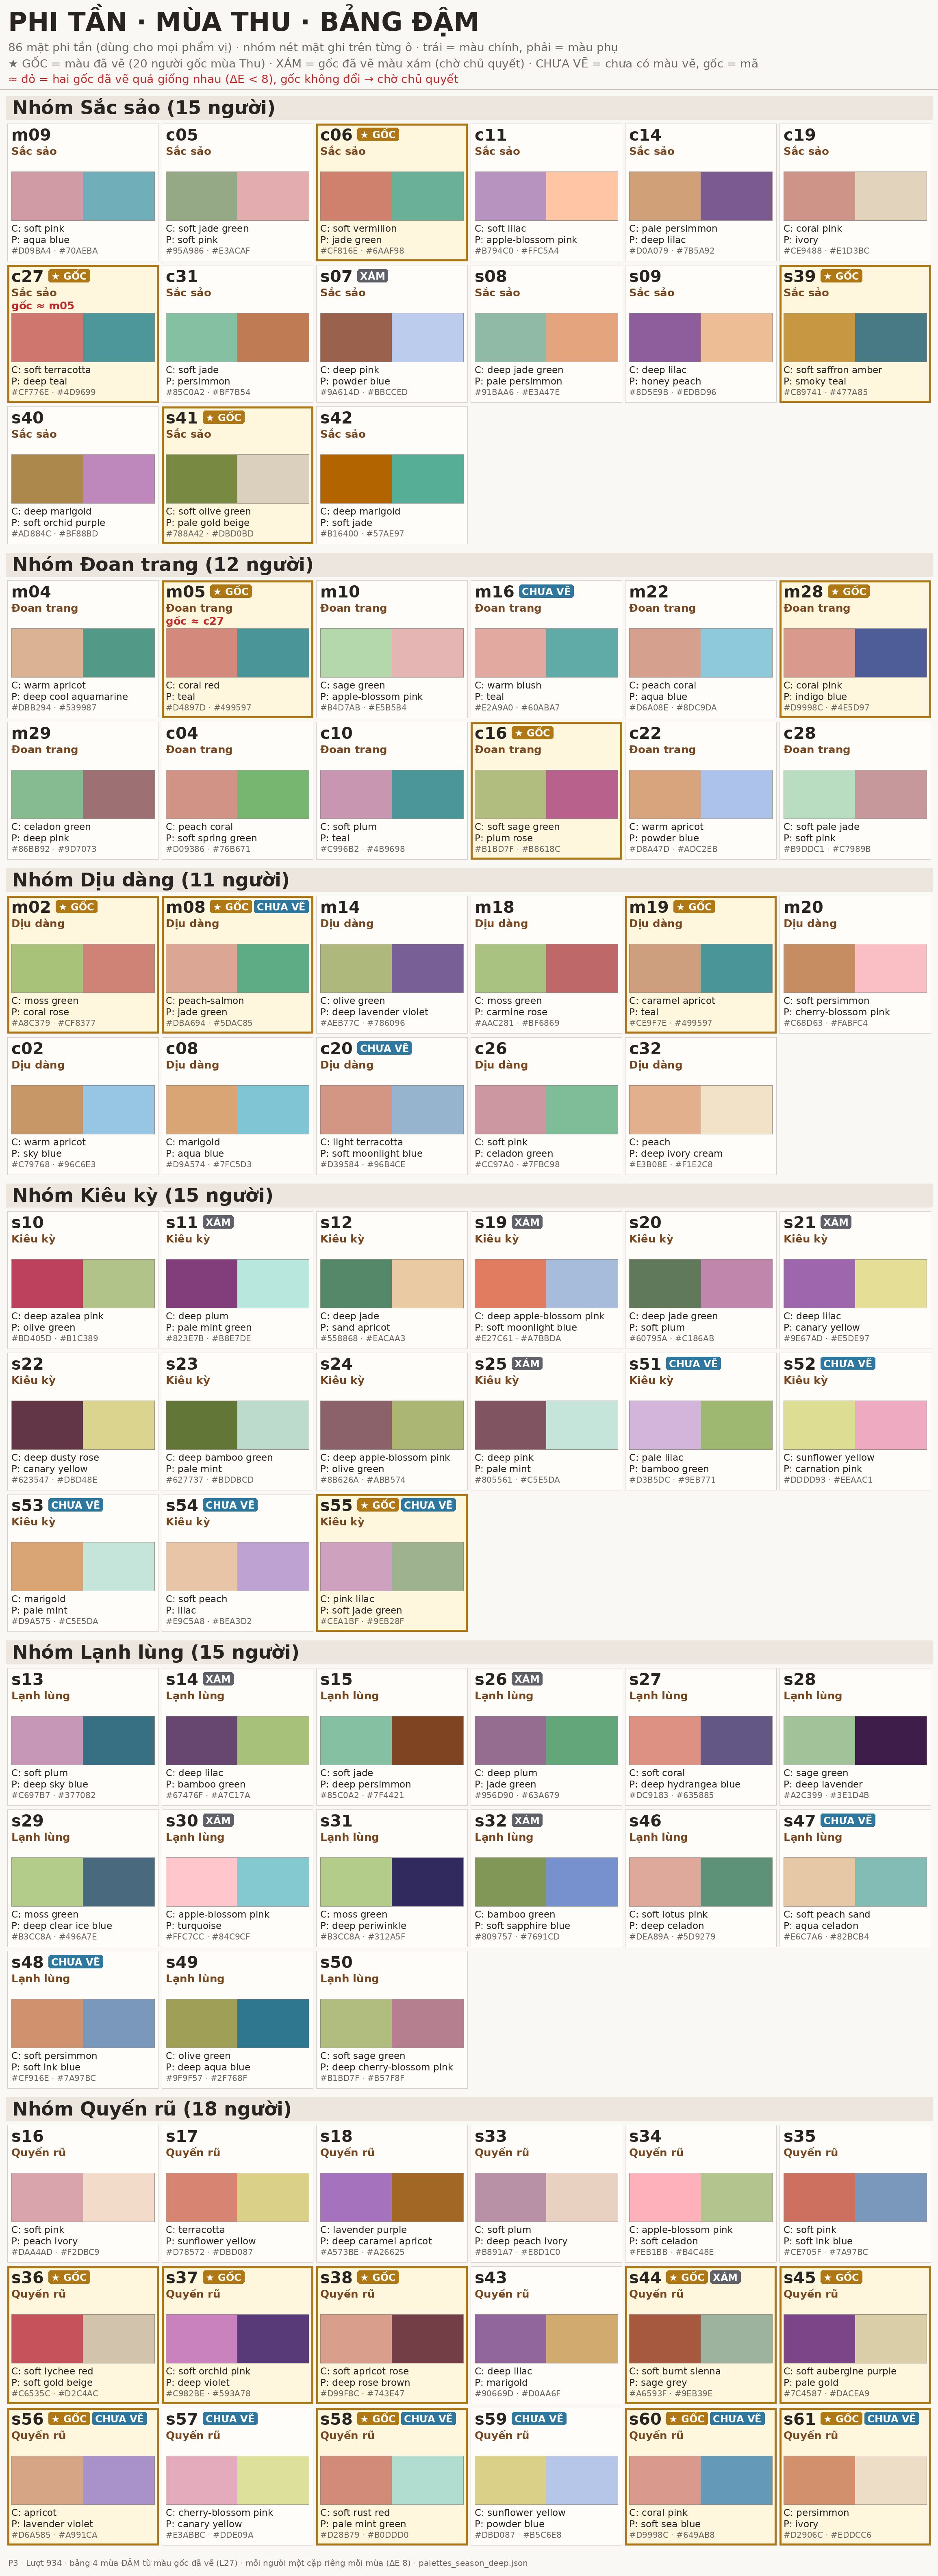 PHI TẦN · MÙA THU · BẢNG ĐẬM
86 mặt phi tần (dùng cho mọi phẩm vị) · nhóm nét mặt ghi trên từng ô · trái = màu chính, phải = màu phụ
★ GỐC = màu đã vẽ (20 người gốc mùa Thu) · XÁM = gốc đã vẽ màu xám (chờ chủ quyết) · CHƯA VẼ = chưa có màu vẽ, gốc = mã
≈ đỏ = hai gốc đã vẽ quá giống nhau (ΔE < 8), gốc không đổi → chờ chủ quyết
Nhóm Sắc sảo (15 người)
m09
Sắc sảo
C: soft pink
P: aqua blue
#D09BA4 · #70AEBA
c05
Sắc sảo
C: soft jade green
P: soft pink
#95A986 · #E3ACAF
c06 ★ GỐC
Sắc sảo
C: soft vermilion
P: jade green
#CF816E · #6AAF98
c11
Sắc sảo
C: soft lilac
P: apple-blossom pink
#B794C0 · #FFC5A4
c14
Sắc sảo
C: pale persimmon
P: deep lilac
#D0A079 · #7B5A92
c19
Sắc sảo
C: coral pink
P: ivory
#CE9488 · #E1D3BC
c27 ★ GỐC
Sắc sảo
gốc ≈ m05
C: soft terracotta
P: deep teal
#CF776E · #4D9699
c31
Sắc sảo
C: soft jade
P: persimmon
#85C0A2 · #BF7B54
s07 XÁM
Sắc sảo
C: deep pink
P: powder blue
#9A614D · #BBCCED
s08
Sắc sảo
C: deep jade green
P: pale persimmon
#91BAA6 · #E3A47E
s09
Sắc sảo
C: deep lilac
P: honey peach
#8D5E9B · #EDBD96
s39 ★ GỐC
Sắc sảo
C: soft saffron amber
P: smoky teal
#C89741 · #477A85
s40
Sắc sảo
C: deep marigold
P: soft orchid purple
#AD884C · #BF88BD
s41 ★ GỐC
Sắc sảo
C: soft olive green
P: pale gold beige
#788A42 · #DBD0BD
s42
Sắc sảo
C: deep marigold
P: soft jade
#B16400 · #57AE97
Nhóm Đoan trang (12 người)
m04
Đoan trang
C: warm apricot
P: deep cool aquamarine
#DBB294 · #539987
m05 ★ GỐC
Đoan trang
gốc ≈ c27
C: coral red
P: teal
#D4897D · #499597
m10
Đoan trang
C: sage green
P: apple-blossom pink
#B4D7AB · #E5B5B4
m16 CHƯA VẼ
Đoan trang
C: warm blush
P: teal
#E2A9A0 · #60ABA7
m22
Đoan trang
C: peach coral
P: aqua blue
#D6A08E · #8DC9DA
m28 ★ GỐC
Đoan trang
C: coral pink
P: indigo blue
#D9998C · #4E5D97
m29
Đoan trang
C: celadon green
P: deep pink
#86BB92 · #9D7073
c04
Đoan trang
C: peach coral
P: soft spring green
#D09386 · #76B671
c10
Đoan trang
C: soft plum
P: teal
#C996B2 · #4B9698
c16 ★ GỐC
Đoan trang
C: soft sage green
P: plum rose
#B1BD7F · #B8618C
c22
Đoan trang
C: warm apricot
P: powder blue
#D8A47D · #ADC2EB
c28
Đoan trang
C: soft pale jade
P: soft pink
#B9DDC1 · #C7989B
Nhóm Dịu dàng (11 người)
m02 ★ GỐC
Dịu dàng
C: moss green
P: coral rose
#A8C379 · #CF8377
m08 ★ GỐC CHƯA VẼ
Dịu dàng
C: peach-salmon
P: jade green
#DBA694 · #5DAC85
m14
Dịu dàng
C: olive green
P: deep lavender violet
#AEB77C · #786096
m18
Dịu dàng
C: moss green
P: carmine rose
#AAC281 · #BF6869
m19 ★ GỐC
Dịu dàng
C: caramel apricot
P: teal
#CE9F7E · #499597
m20
Dịu dàng
C: soft persimmon
P: cherry-blossom pink
#C68D63 · #FABFC4
c02
Dịu dàng
C: warm apricot
P: sky blue
#C79768 · #96C6E3
c08
Dịu dàng
C: marigold
P: aqua blue
#D9A574 · #7FC5D3
c20 CHƯA VẼ
Dịu dàng
C: light terracotta
P: soft moonlight blue
#D39584 · #96B4CE
c26
Dịu dàng
C: soft pink
P: celadon green
#CC97A0 · #7FBC98
c32
Dịu dàng
C: peach
P: deep ivory cream
#E3B08E · #F1E2C8
Nhóm Kiêu kỳ (15 người)
s10
Kiêu kỳ
C: deep azalea pink
P: olive green
#BD405D · #B1C389
s11 XÁM
Kiêu kỳ
C: deep plum
P: pale mint green
#823E7B · #B8E7DE
s12
Kiêu kỳ
C: deep jade
P: sand apricot
#558868 · #EACAA3
s19 XÁM
Kiêu kỳ
C: deep apple-blossom pink
P: soft moonlight blue
#E27C61 · #A7BBDA
s20
Kiêu kỳ
C: deep jade green
P: soft plum
#60795A · #C186AB
s21 XÁM
Kiêu kỳ
C: deep lilac
P: canary yellow
#9E67AD · #E5DE97
s22
Kiêu kỳ
C: deep dusty rose
P: canary yellow
#623547 · #DBD48E
s23
Kiêu kỳ
C: deep bamboo green
P: pale mint
#627737 · #BDDBCD
s24
Kiêu kỳ
C: deep apple-blossom pink
P: olive green
#8B626A · #ABB574
s25 XÁM
Kiêu kỳ
C: deep pink
P: pale mint
#805561 · #C5E5DA
s51 CHƯA VẼ
Kiêu kỳ
C: pale lilac
P: bamboo green
#D3B5DC · #9EB771
s52 CHƯA VẼ
Kiêu kỳ
C: sunflower yellow
P: carnation pink
#DDDD93 · #EEAAC1
s53 CHƯA VẼ
Kiêu kỳ
C: marigold
P: pale mint
#D9A575 · #C5E5DA
s54 CHƯA VẼ
Kiêu kỳ
C: soft peach
P: lilac
#E9C5A8 · #BEA3D2
s55 ★ GỐC CHƯA VẼ
Kiêu kỳ
C: pink lilac
P: soft jade green
#CEA1BF · #9EB28F
Nhóm Lạnh lùng (15 người)
s13
Lạnh lùng
C: soft plum
P: deep sky blue
#C697B7 · #377082
s14 XÁM
Lạnh lùng
C: deep lilac
P: bamboo green
#67476F · #A7C17A
s15
Lạnh lùng
C: soft jade
P: deep persimmon
#85C0A2 · #7F4421
s26 XÁM
Lạnh lùng
C: deep plum
P: jade green
#956D90 · #63A679
s27
Lạnh lùng
C: soft coral
P: deep hydrangea blue
#DC9183 · #635885
s28
Lạnh lùng
C: sage green
P: deep lavender
#A2C399 · #3E1D4B
s29
Lạnh lùng
C: moss green
P: deep clear ice blue
#B3CC8A · #496A7E
s30 XÁM
Lạnh lùng
C: apple-blossom pink
P: turquoise
#FFC7CC · #84C9CF
s31
Lạnh lùng
C: moss green
P: deep periwinkle
#B3CC8A · #312A5F
s32 XÁM
Lạnh lùng
C: bamboo green
P: soft sapphire blue
#809757 · #7691CD
s46
Lạnh lùng
C: soft lotus pink
P: deep celadon
#DEA89A · #5D9279
s47 CHƯA VẼ
Lạnh lùng
C: soft peach sand
P: aqua celadon
#E6C7A6 · #82BCB4
s48 CHƯA VẼ
Lạnh lùng
C: soft persimmon
P: soft ink blue
#CF916E · #7A97BC
s49
Lạnh lùng
C: olive green
P: deep aqua blue
#9F9F57 · #2F768F
s50
Lạnh lùng
C: soft sage green
P: deep cherry-blossom pink
#B1BD7F · #B57F8F
Nhóm Quyến rũ (18 người)
s16
Quyến rũ
C: soft pink
P: peach ivory
#DAA4AD · #F2DBC9
s17
Quyến rũ
C: terracotta
P: sunflower yellow
#D78572 · #DBD087
s18
Quyến rũ
C: lavender purple
P: deep caramel apricot
#A573BE · #A26625
s33
Quyến rũ
C: soft plum
P: deep peach ivory
#B891A7 · #E8D1C0
s34
Quyến rũ
C: apple-blossom pink
P: soft celadon
#FEB1BB · #B4C48E
s35
Quyến rũ
C: soft pink
P: soft ink blue
#CE705F · #7A97BC
s36 ★ GỐC
Quyến rũ
C: soft lychee red
P: soft gold beige
#C6535C · #D2C4AC
s37 ★ GỐC
Quyến rũ
C: soft orchid pink
P: deep violet
#C982BE · #593A78
s38 ★ GỐC
Quyến rũ
C: soft apricot rose
P: deep rose brown
#D99F8C · #743E47
s43
Quyến rũ
C: deep lilac
P: marigold
#90669D · #D0AA6F
s44 ★ GỐC XÁM
Quyến rũ
C: soft burnt sienna
P: sage grey
#A6593F · #9EB39E
s45 ★ GỐC
Quyến rũ
C: soft aubergine purple
P: pale gold
#7C4587 · #DACEA9
s56 ★ GỐC CHƯA VẼ
Quyến rũ
C: apricot
P: lavender violet
#D6A585 · #A991CA
s57 CHƯA VẼ
Quyến rũ
C: cherry-blossom pink
P: canary yellow
#E3ABBC · #DDE09A
s58 ★ GỐC CHƯA VẼ
Quyến rũ
C: soft rust red
P: pale mint green
#D28B79 · #B0DDD0
s59 CHƯA VẼ
Quyến rũ
C: sunflower yellow
P: powder blue
#DBD087 · #B5C6E8
s60 ★ GỐC CHƯA VẼ
Quyến rũ
C: coral pink
P: soft sea blue
#D9998C · #649AB8
s61 ★ GỐC CHƯA VẼ
Quyến rũ
C: persimmon
P: ivory
#D2906C · #EDDCC6
P3 · Lượt 934 · bảng 4 mùa ĐẬM từ màu gốc đã vẽ (L27) · mỗi người một cặp riêng mỗi mùa (ΔE 8) · palettes_season_deep.json